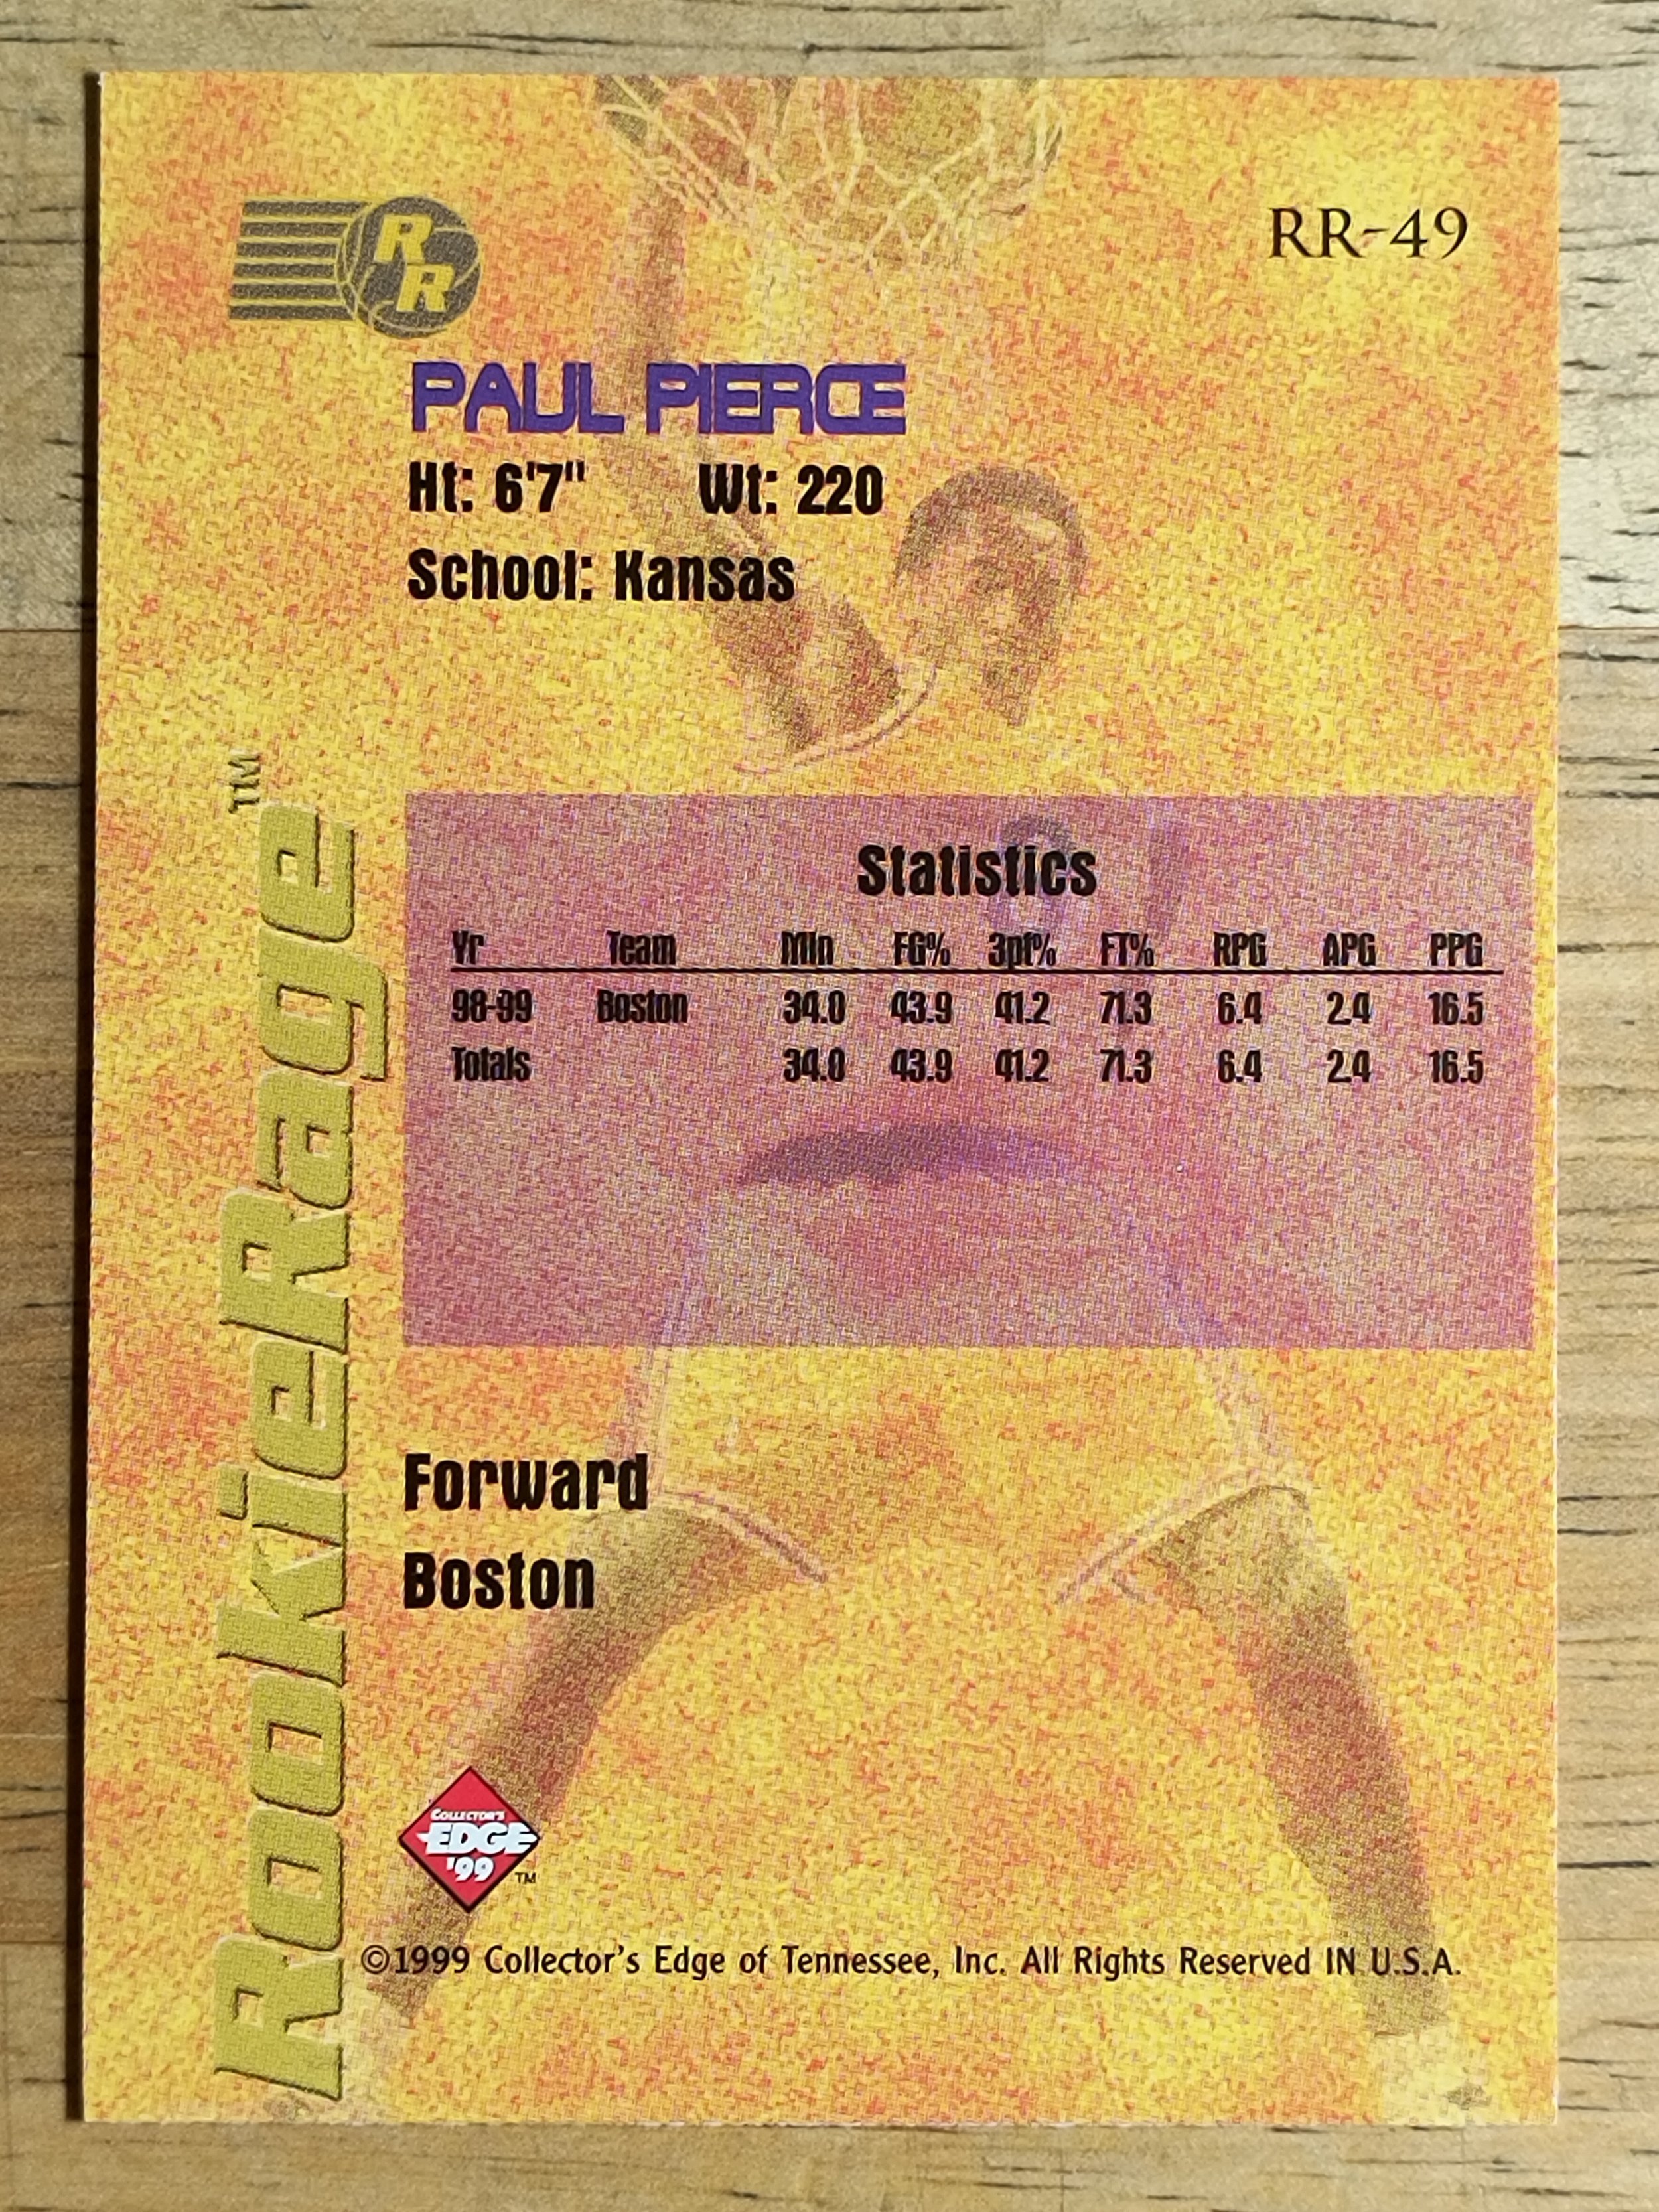 RR
RR-49
PAUL PIERCE
Ht: 6'7" Wt: 220
School: Kansas
RookieRage™
Statistics
Yr Team Min FG% 3pt% FT% RPG APG PPG
98-99 Boston 34.0 43.9 41.2 71.3 6.4 2.4 16.5
Totals 34.0 43.9 41.2 71.3 6.4 2.4 16.5
Forward
Boston
COLLECTOR'S
EDGE
'99 ™
©1999 Collector's Edge of Tennessee, Inc. All Rights Reserved IN U.S.A.